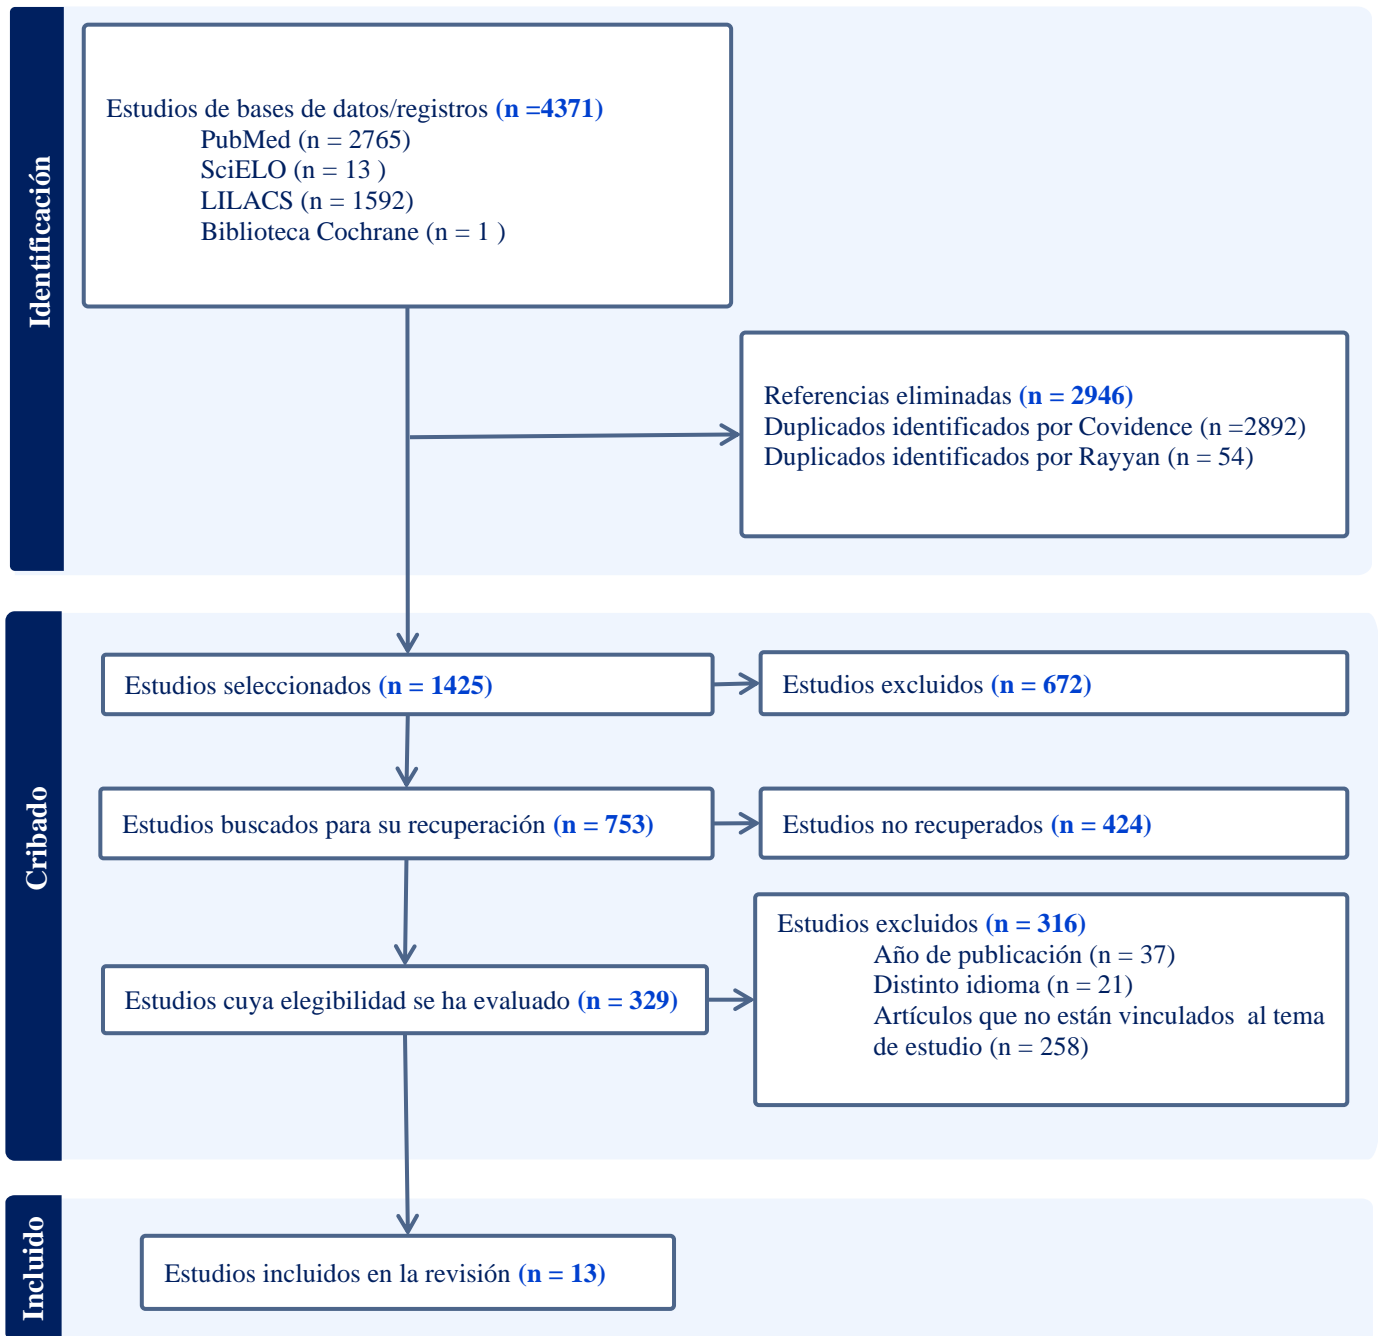 Identificación
Estudios de bases de datos/registros (n =4371)
PubMed (n = 2765)
SciELO (n = 13 )
LILACS (n = 1592)
Biblioteca Cochrane (n = 1 )
Referencias eliminadas (n = 2946)
Duplicados identificados por Covidence (n =2892)
Duplicados identificados por Rayyan (n = 54)
Cribado
Estudios seleccionados (n = 1425)
Estudios excluidos (n = 672)
Estudios buscados para su recuperación (n = 753)
Estudios no recuperados (n = 424)
Estudios cuya elegibilidad se ha evaluado (n = 329)
Estudios excluidos (n = 316)
Año de publicación (n = 37)
Distinto idioma (n = 21)
Artículos que no están vinculados  al tema
de estudio (n = 258)
Incluido
Estudios incluidos en la revisión (n = 13)